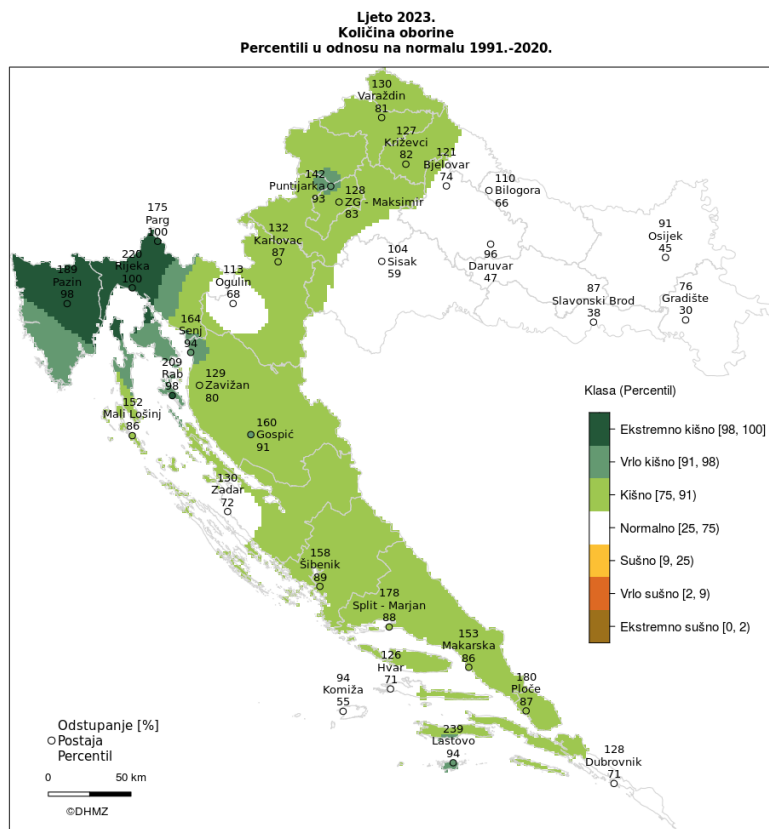 Ljeto 2023.
Količina oborine
Percentili u odnosu na normalu 1991.-2020.
130
Varaždin
81
127
Križevci
82
121
Bjelovar
74
142
Puntijarka
93
128
ZG - Maksimir
83
110
Bilogora
66
175
Parg
100
132
Karlovac
87
104
Sisak
59
96
Daruvar
47
91
Osijek
45
220
Rijeka
100
189
Pazin
98
113
Ogulin
68
87
Slavonski Brod
38
76
Gradište
30
164
Senj
94
209
Rab
98
129
Zavižan
80
152
Mali Lošinj
86
160
Gospić
91
130
Zadar
72
158
Šibenik
89
178
Split - Marjan
88
153
Makarska
86
126
Hvar
71
94
Komiža
55
180
Ploče
87
239
Lastovo
94
128
Dubrovnik
71
Klasa (Percentil)
Ekstremno kišno [98, 100]
Vrlo kišno [91, 98)
Kišno [75, 91)
Normalno [25, 75)
Sušno [9, 25)
Vrlo sušno [2, 9)
Ekstremno sušno [0, 2)
Odstupanje [%]
Postaja
Percentil
0 50 km
©DHMZ